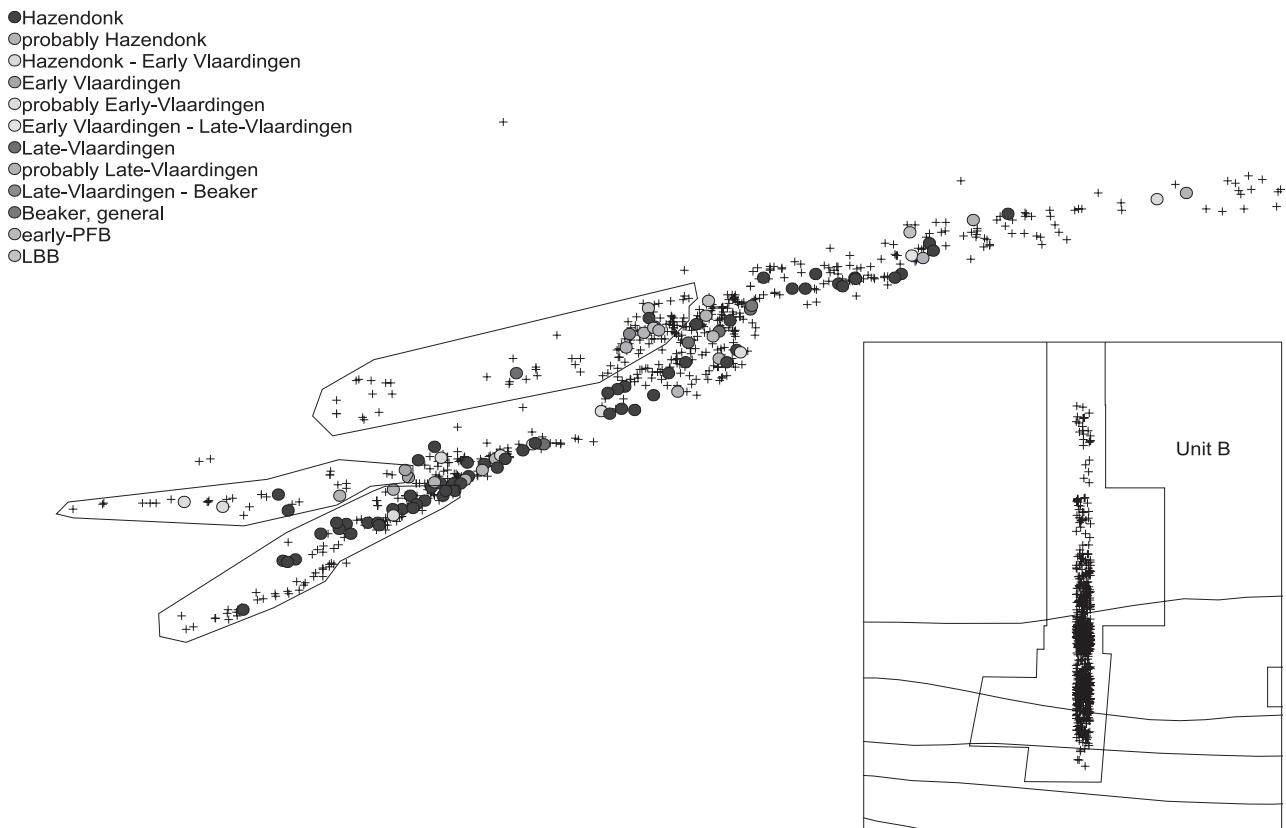 Hazendonk
probably Hazendonk
Hazendonk - Early Vlaardingen
Early Vlaardingen
probably Early-Vlaardingen
Early Vlaardingen - Late-Vlaardingen
Late-Vlaardingen
probably Late-Vlaardingen
Late-Vlaardingen - Beaker
Beaker, general
early-PFB
LBB
Unit B